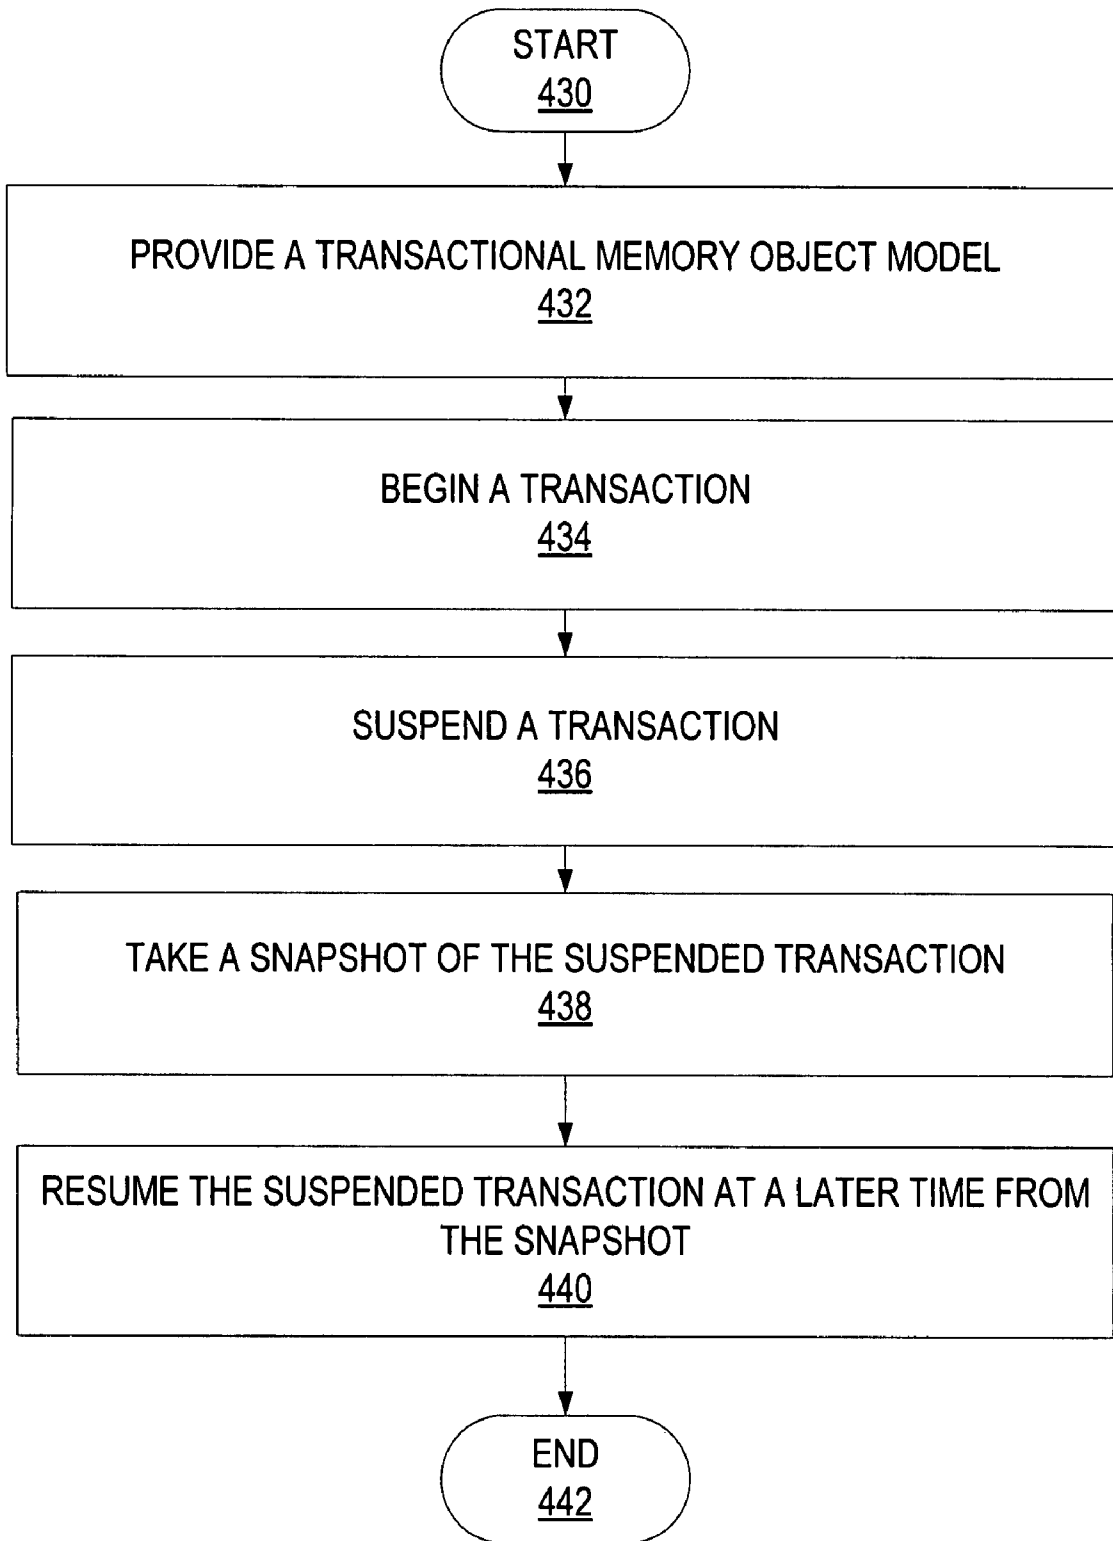 START
430
PROVIDE A TRANSACTIONAL MEMORY OBJECT MODEL
432
BEGIN A TRANSACTION
434
SUSPEND A TRANSACTION
436
TAKE A SNAPSHOT OF THE SUSPENDED TRANSACTION
438
RESUME THE SUSPENDED TRANSACTION AT A LATER TIME FROM
THE SNAPSHOT
440
END
442